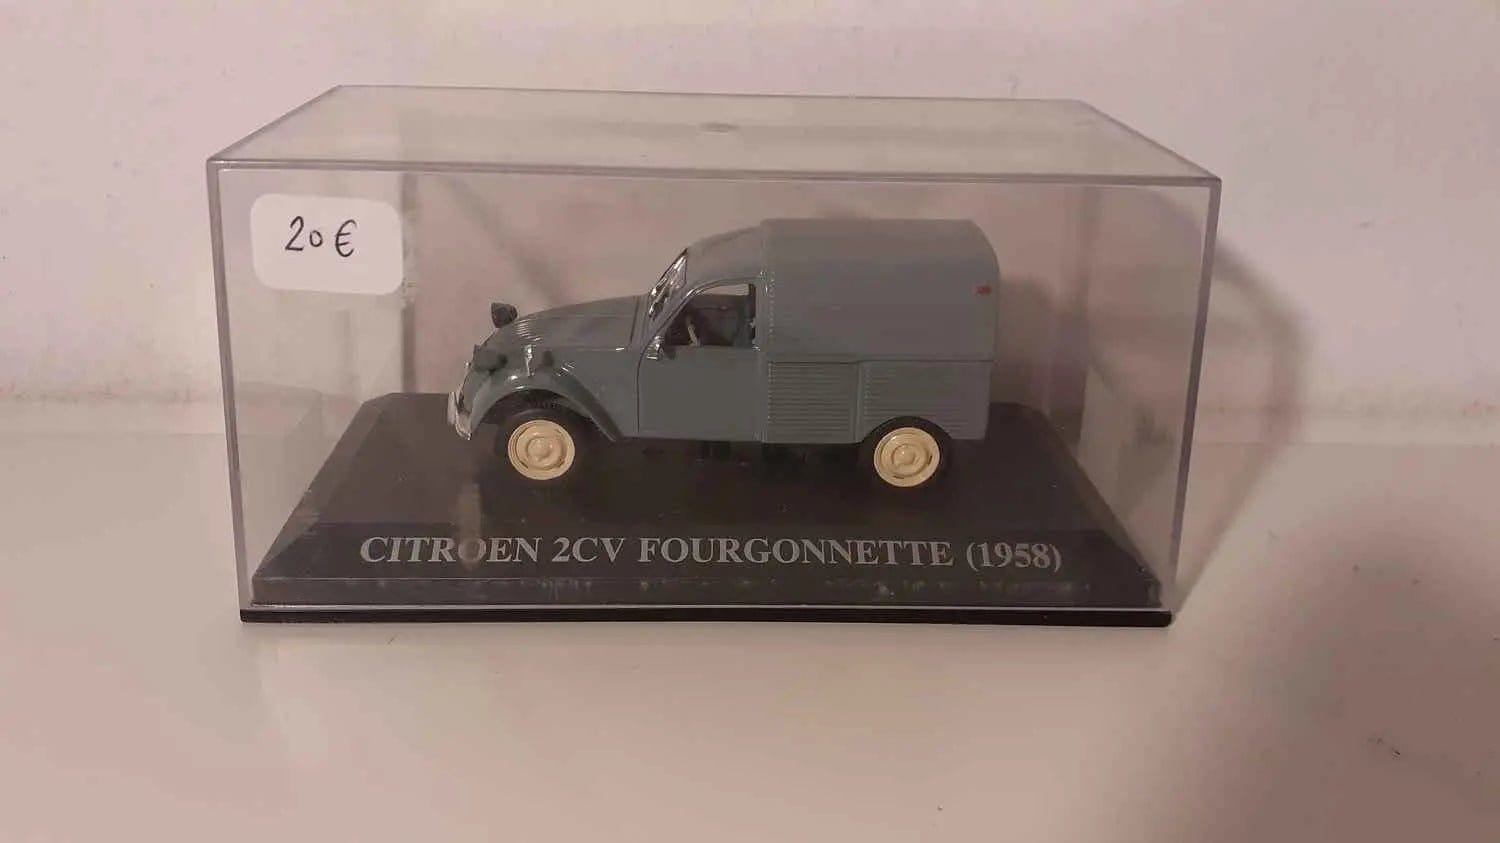 20€
CITROEN 2CV FOURGONNETTE (1958)